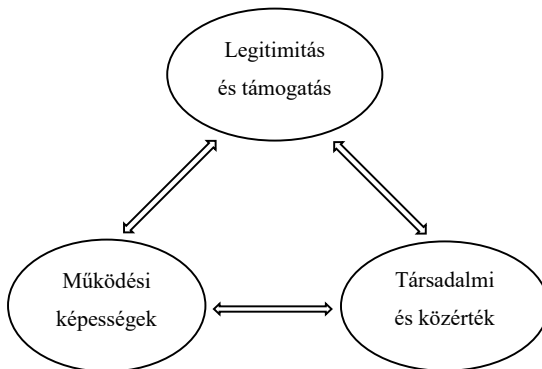 Legitimitás
és támogatás
Működési
képességek
Társadalmi
és közérték